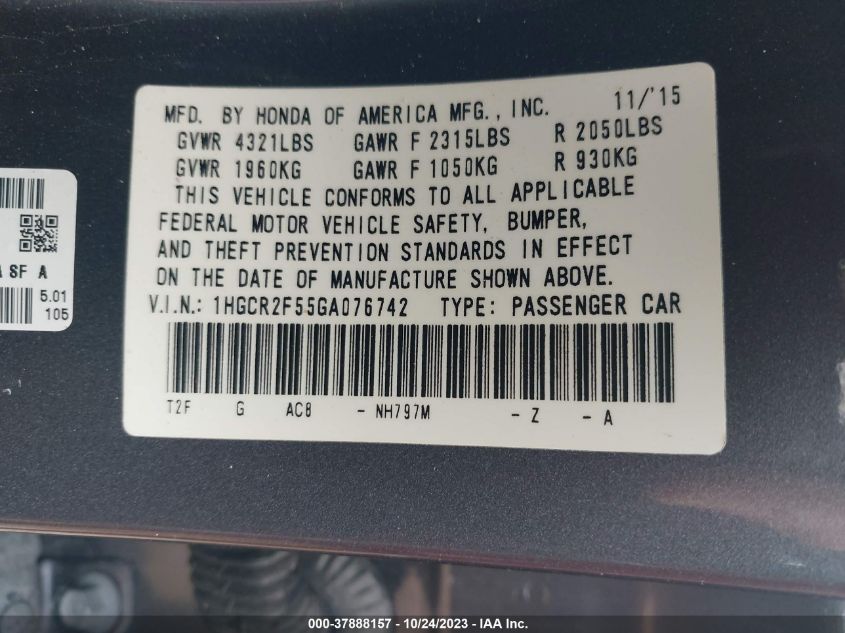 MFD. BY HONDA OF AMERICA MFG., INC. 11/'15
GVWR 4321LBS GAWR F 2315LBS R 2050LBS
GVWR 1960KG GAWR F 1050KG R 930KG
THIS VEHICLE CONFORMS TO ALL APPLICABLE
FEDERAL MOTOR VEHICLE SAFETY, BUMPER,
AND THEFT PREVENTION STANDARDS IN EFFECT
ON THE DATE OF MANUFACTURE SHOWN ABOVE.
V.I.N.: 1HGCR2F55GA076742 TYPE: PASSENGER CAR
T2F G AC8 - NH797M - Z - A
SF A
5.01
105
000-37888157 - 10/24/2023 - IAA Inc.